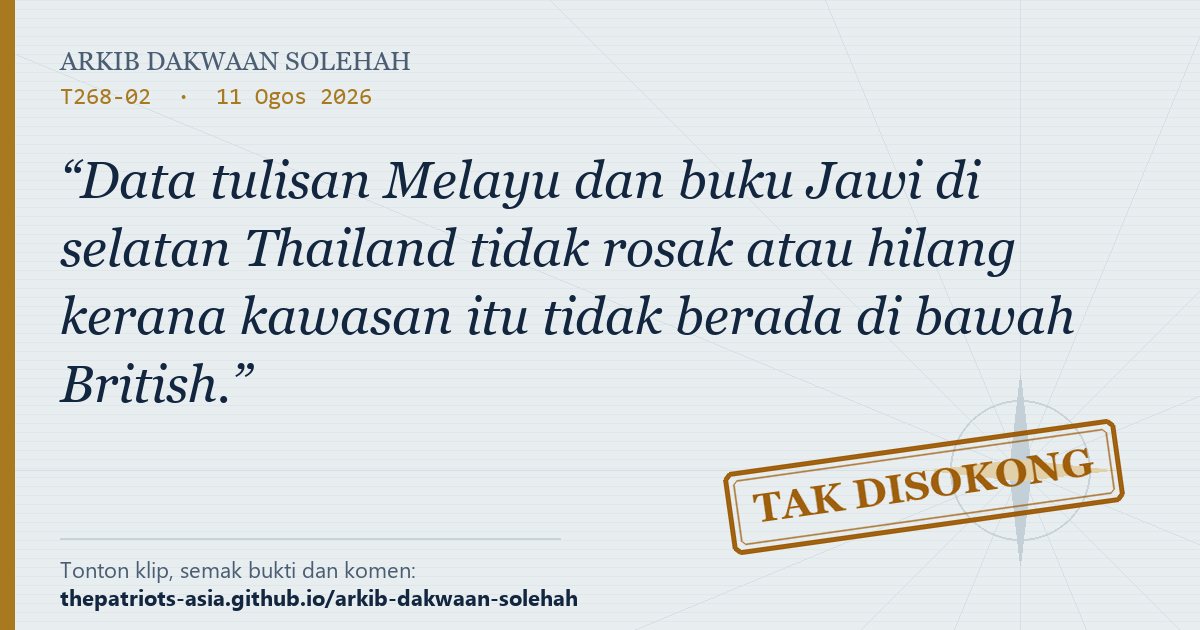 ARKIB DAKWAAN SOLEHAH
T268-02 · 11 Ogos 2026
“Data tulisan Melayu dan buku Jawi di
selatan Thailand tidak rosak atau hilang
kerana kawasan itu tidak berada di bawah
British.”
TAK DISOKONG
Tonton klip, semak bukti dan komen:
thepatriots-asia.github.io/arkib-dakwaan-solehah